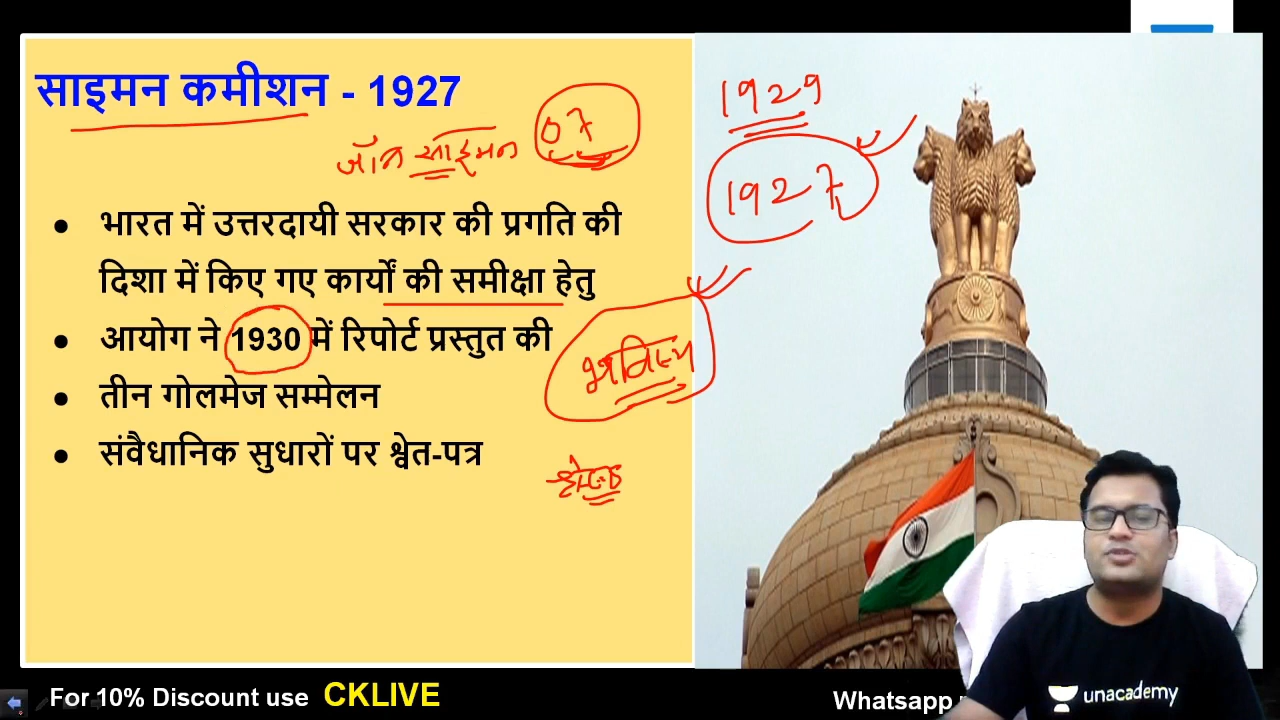 साइमन कमीशन - 1927
1929
जॉन साइमन 07
1927
भारत में उत्तरदायी सरकार की प्रगति की
दिशा में किए गए कार्यों की समीक्षा हेतु
आयोग ने 1930 में रिपोर्ट प्रस्तुत की
तीन गोलमेज सम्मेलन
संवैधानिक सुधारों पर श्वेत-पत्र
unacademy
For 10% Discount use CKLIVE
Whatsapp